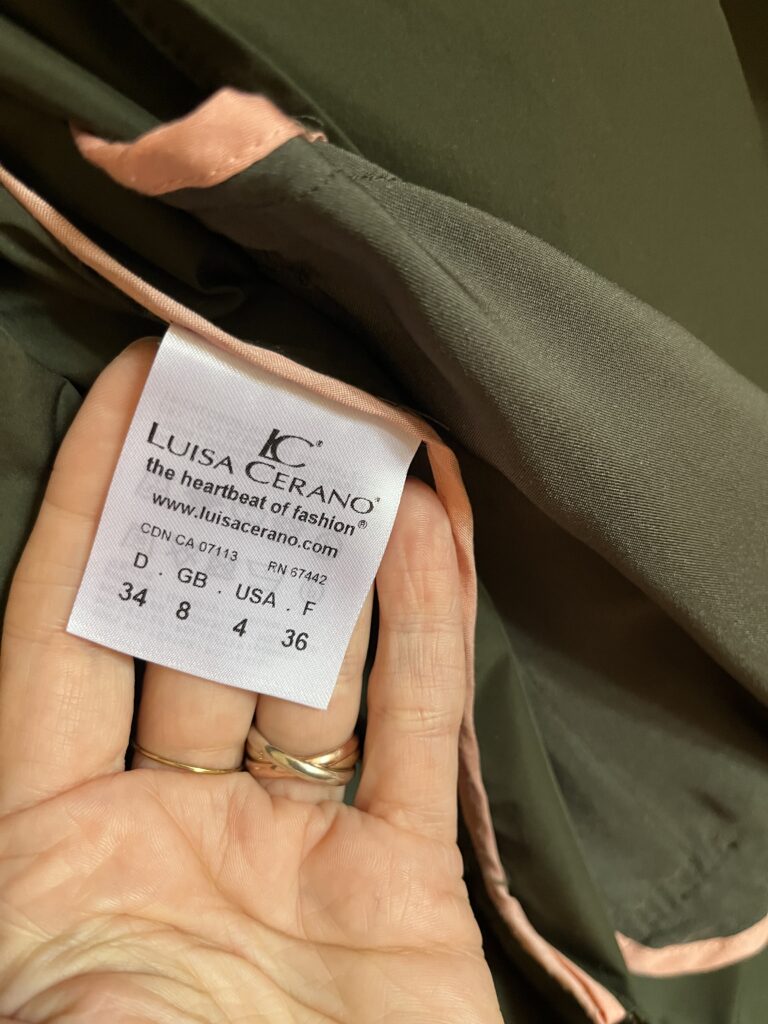 LC®
LUISA CERANO®
the heartbeat of fashion®
www.luisacerano.com
CDN CA 07113 RN 67442
D . GB . USA . F
34 8 4 36